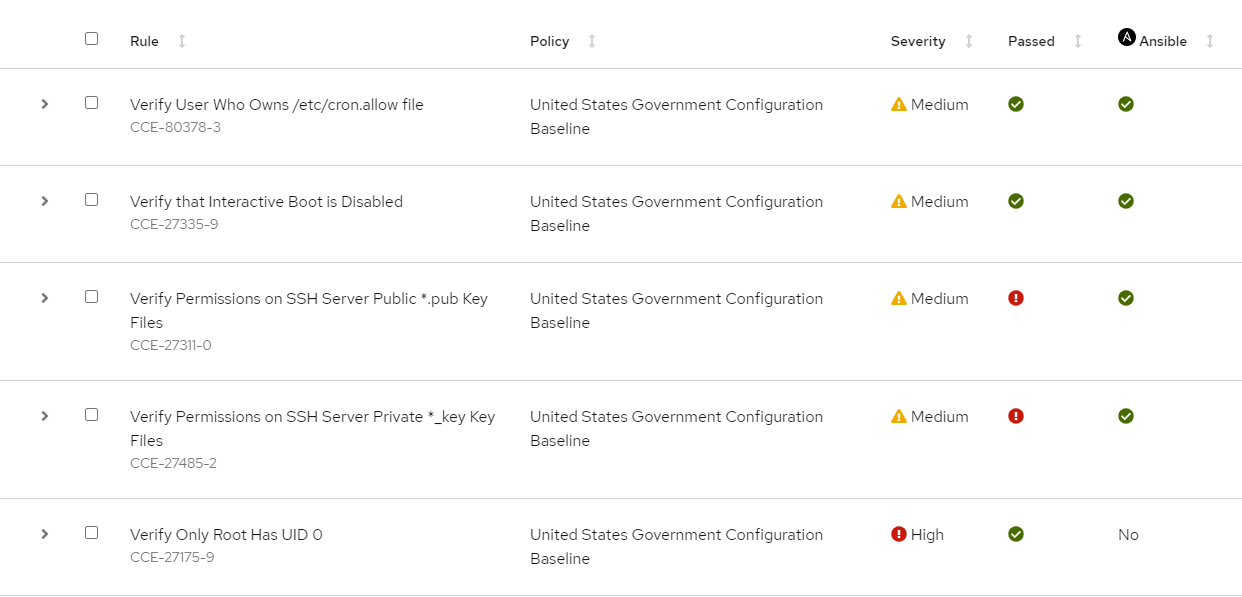 Rule Policy Severity Passed Ansible
Verify User Who Owns /etc/cron.allow file United States Government Configuration Medium
CCE-80378-3 Baseline
Verify that Interactive Boot is Disabled United States Government Configuration Medium
CCE-27335-9 Baseline
Verify Permissions on SSH Server Public *.pub Key United States Government Configuration Medium
Files Baseline
CCE-27311-0
Verify Permissions on SSH Server Private *_key Key United States Government Configuration Medium
Files Baseline
CCE-27485-2
Verify Only Root Has UID 0 United States Government Configuration High No
CCE-27175-9 Baseline